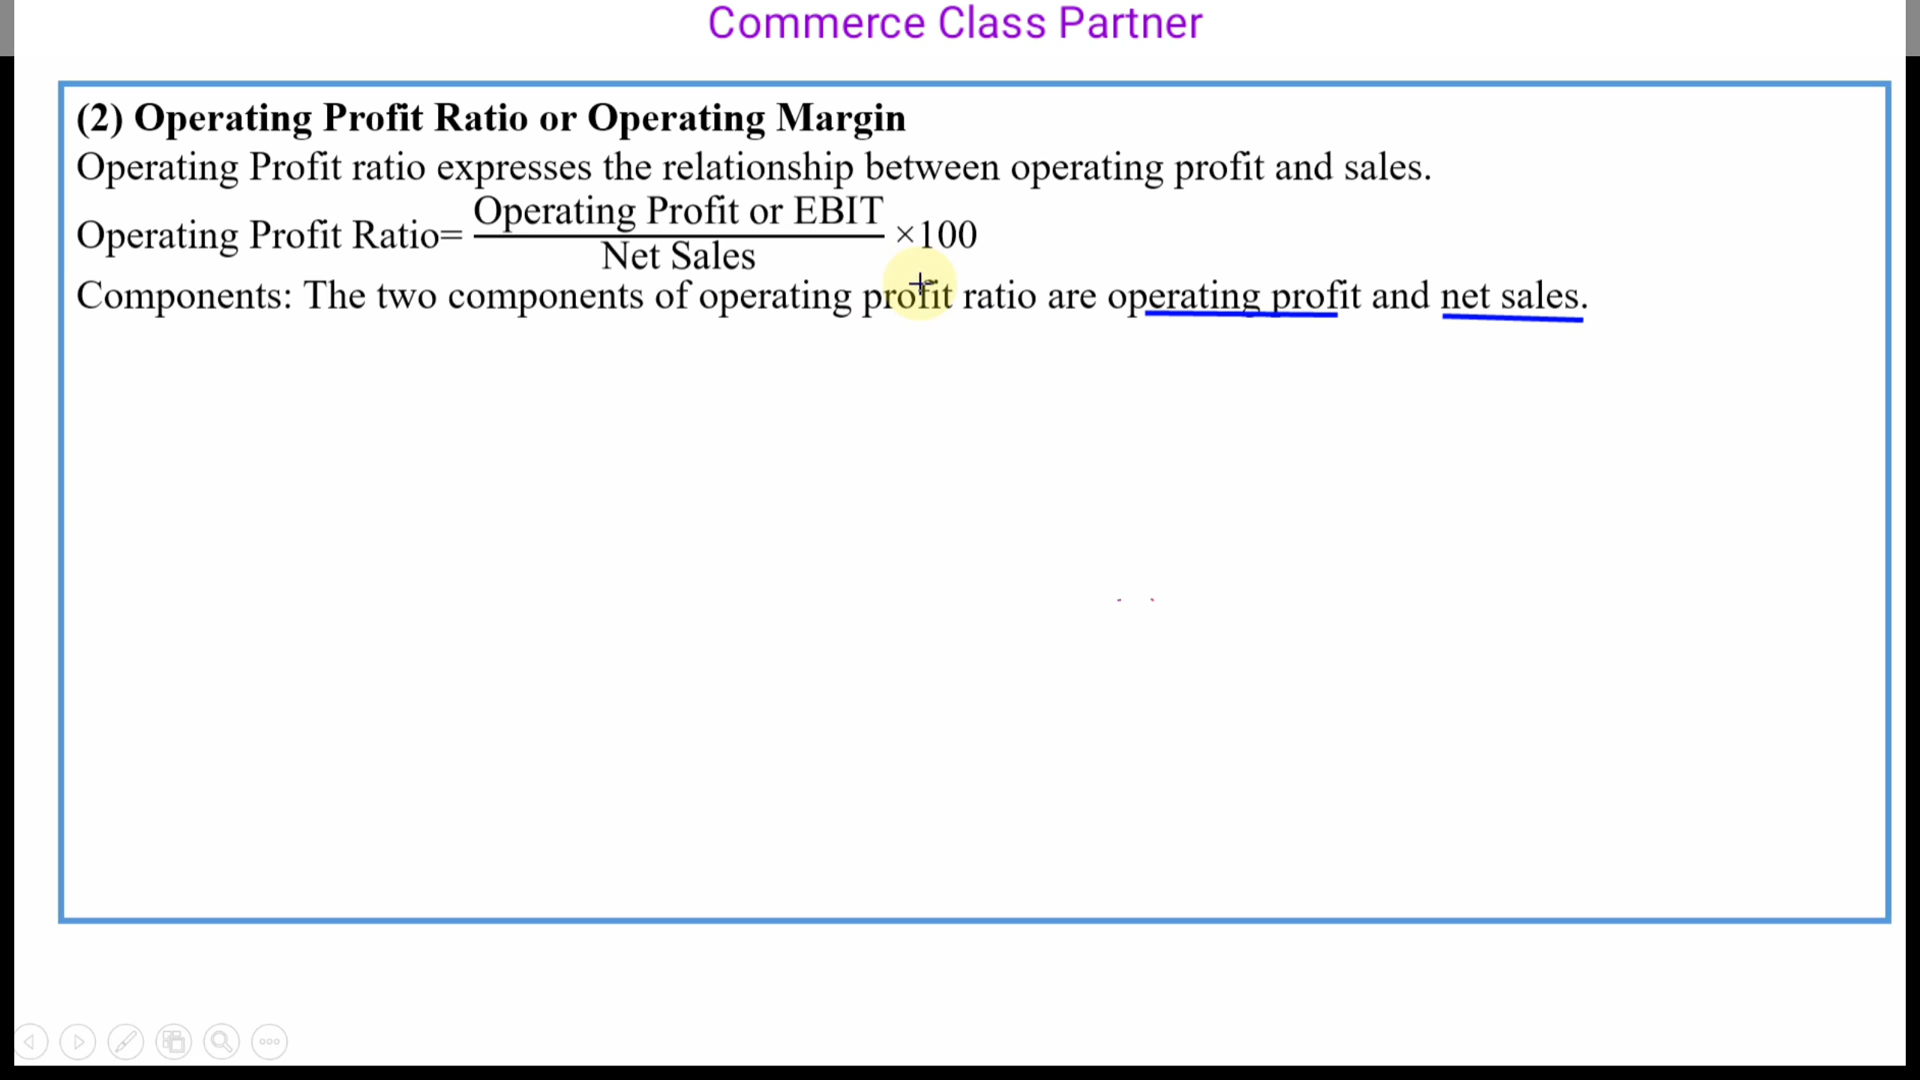 Commerce Class Partner
(2) Operating Profit Ratio or Operating Margin
Operating Profit ratio expresses the relationship between operating profit and sales.
Operating Profit Ratio= Operating Profit or EBIT / Net Sales ×100
Components: The two components of operating profit ratio are operating profit and net sales.